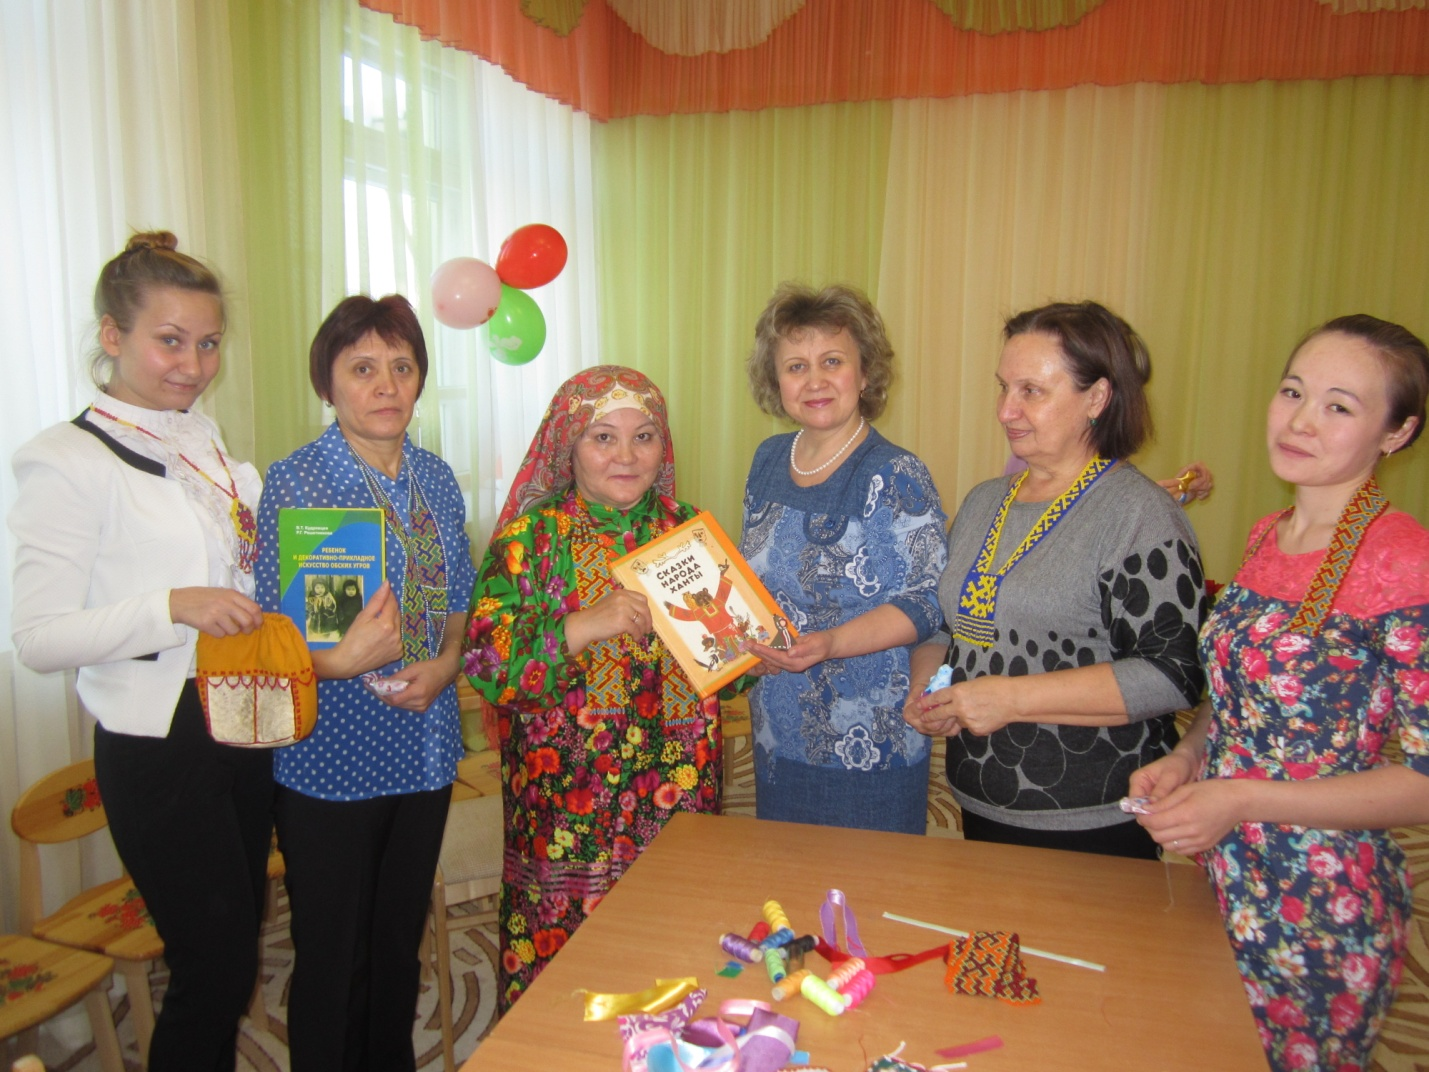 РЕБЕНОК
И ДЕКОРАТИВНО-ПРИКЛАДНОЕ
ИСКУССТВО ОБСКИХ УГРОВ
СКАЗКИ
НАРОДА
ХАНТЫ